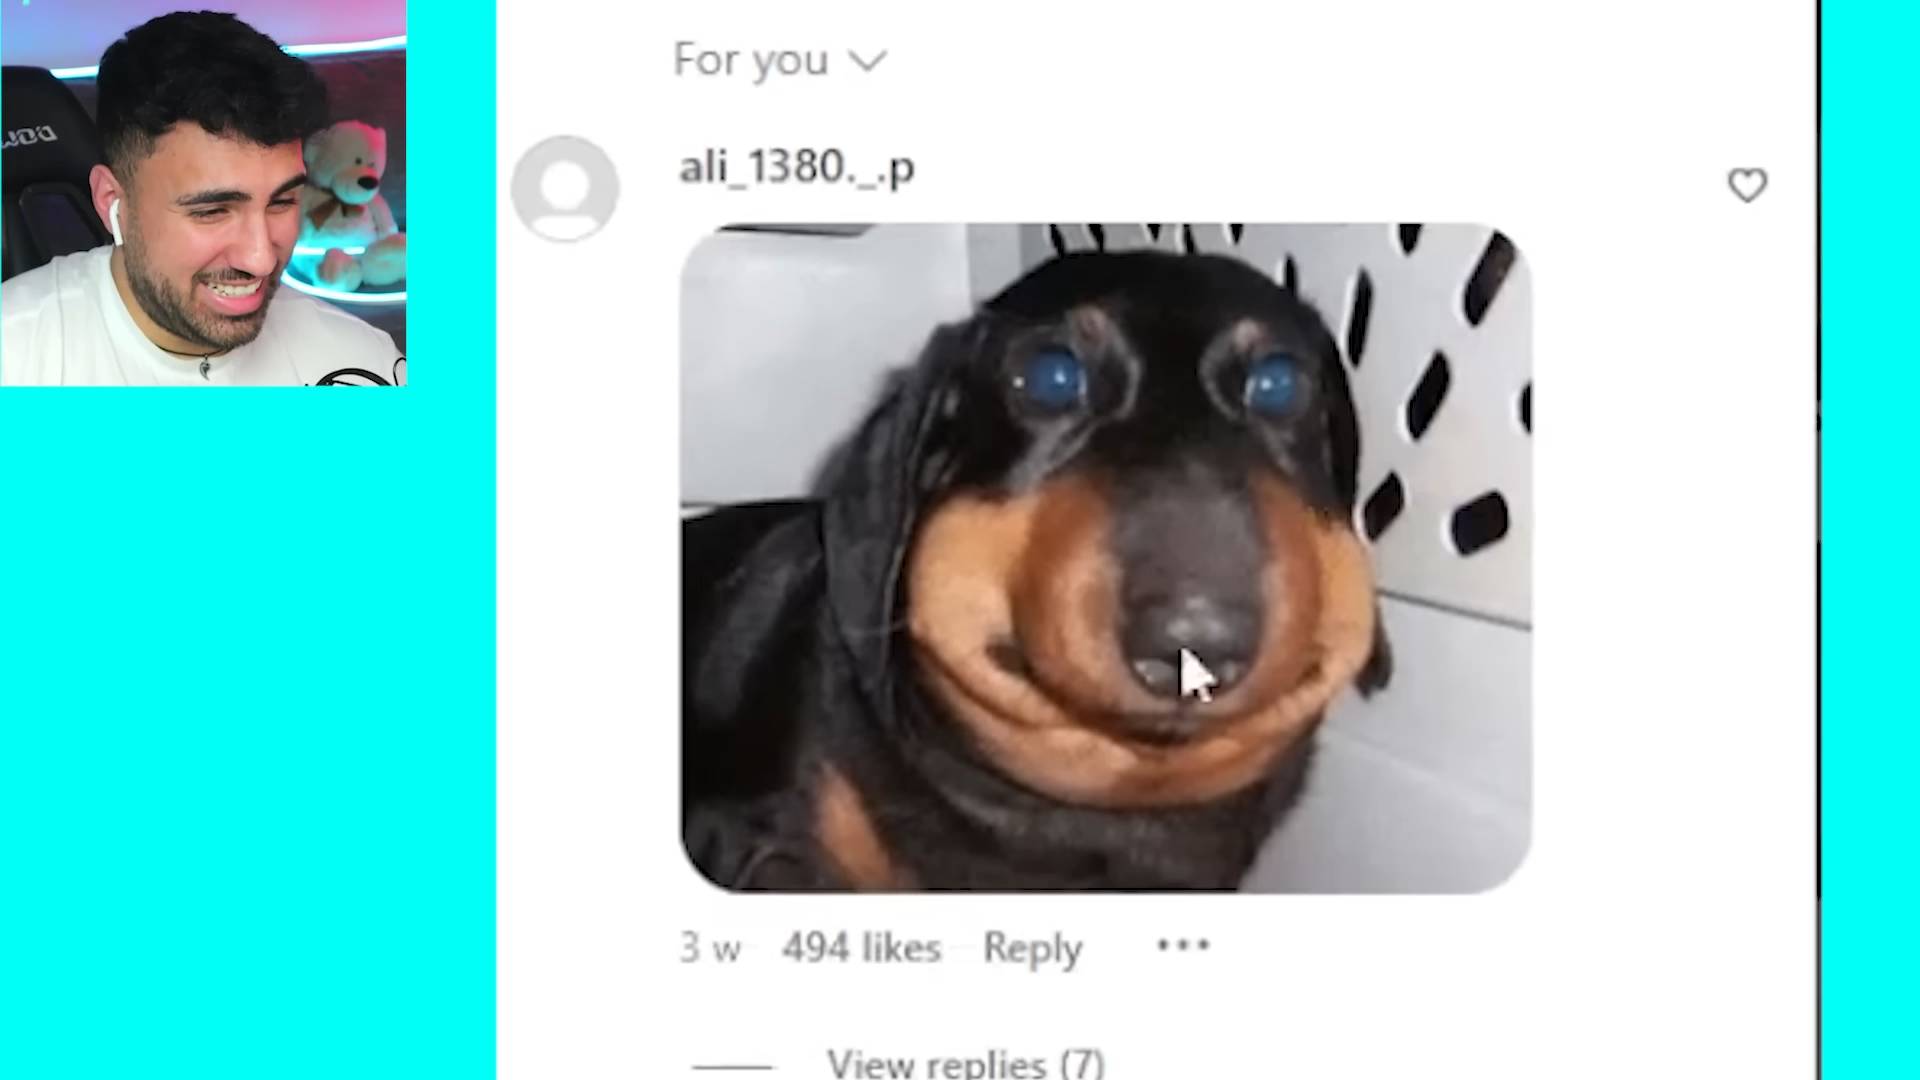 For you
ali_1380._.p
3 w 494 likes Reply •••
View replies (7)